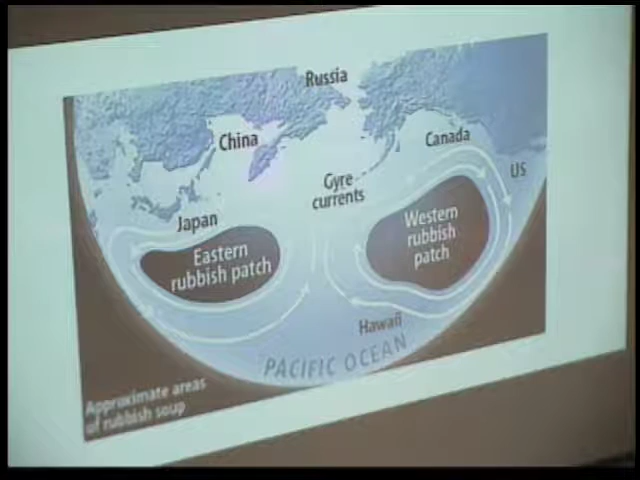 Russia
China
Canada
US
Gyre
currents
Japan
Eastern
rubbish patch
Western
rubbish
patch
Hawaii
PACIFIC OCEAN
Approximate areas
of rubbish soup